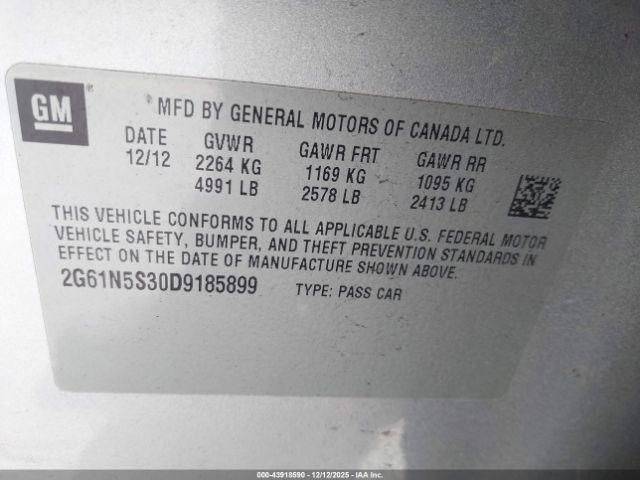 GM
MFD BY GENERAL MOTORS OF CANADA LTD.
DATE GVWR GAWR FRT GAWR RR
12/12 2264 KG 1169 KG 1095 KG
4991 LB 2578 LB 2413 LB
THIS VEHICLE CONFORMS TO ALL APPLICABLE U.S. FEDERAL MOTOR
VEHICLE SAFETY, BUMPER, AND THEFT PREVENTION STANDARDS IN
EFFECT ON THE DATE OF MANUFACTURE SHOWN ABOVE.
2G61N5S30D9185899 TYPE: PASS CAR
000-43918590 - 12/12/2025 - IAAI.COM